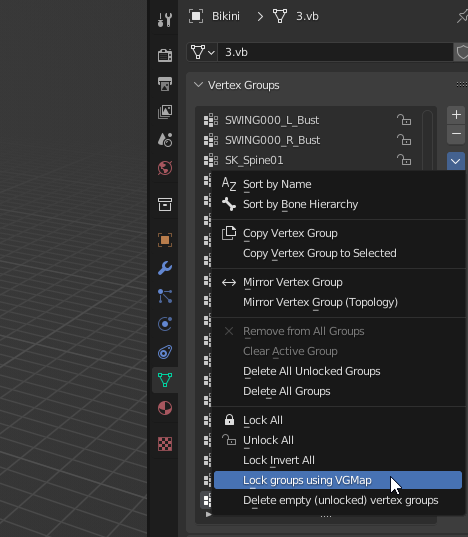 Bikini > 3.vb
3.vb
Vertex Groups
SWING000_L_Bust
SWING000_R_Bust
SK_Spine01
Sort by Name
Sort by Bone Hierarchy
Copy Vertex Group
Copy Vertex Group to Selected
Mirror Vertex Group
Mirror Vertex Group (Topology)
Remove from All Groups
Clear Active Group
Delete All Unlocked Groups
Delete All Groups
Lock All
Unlock All
Lock Invert All
Lock groups using VGMap
Delete empty (unlocked) vertex groups